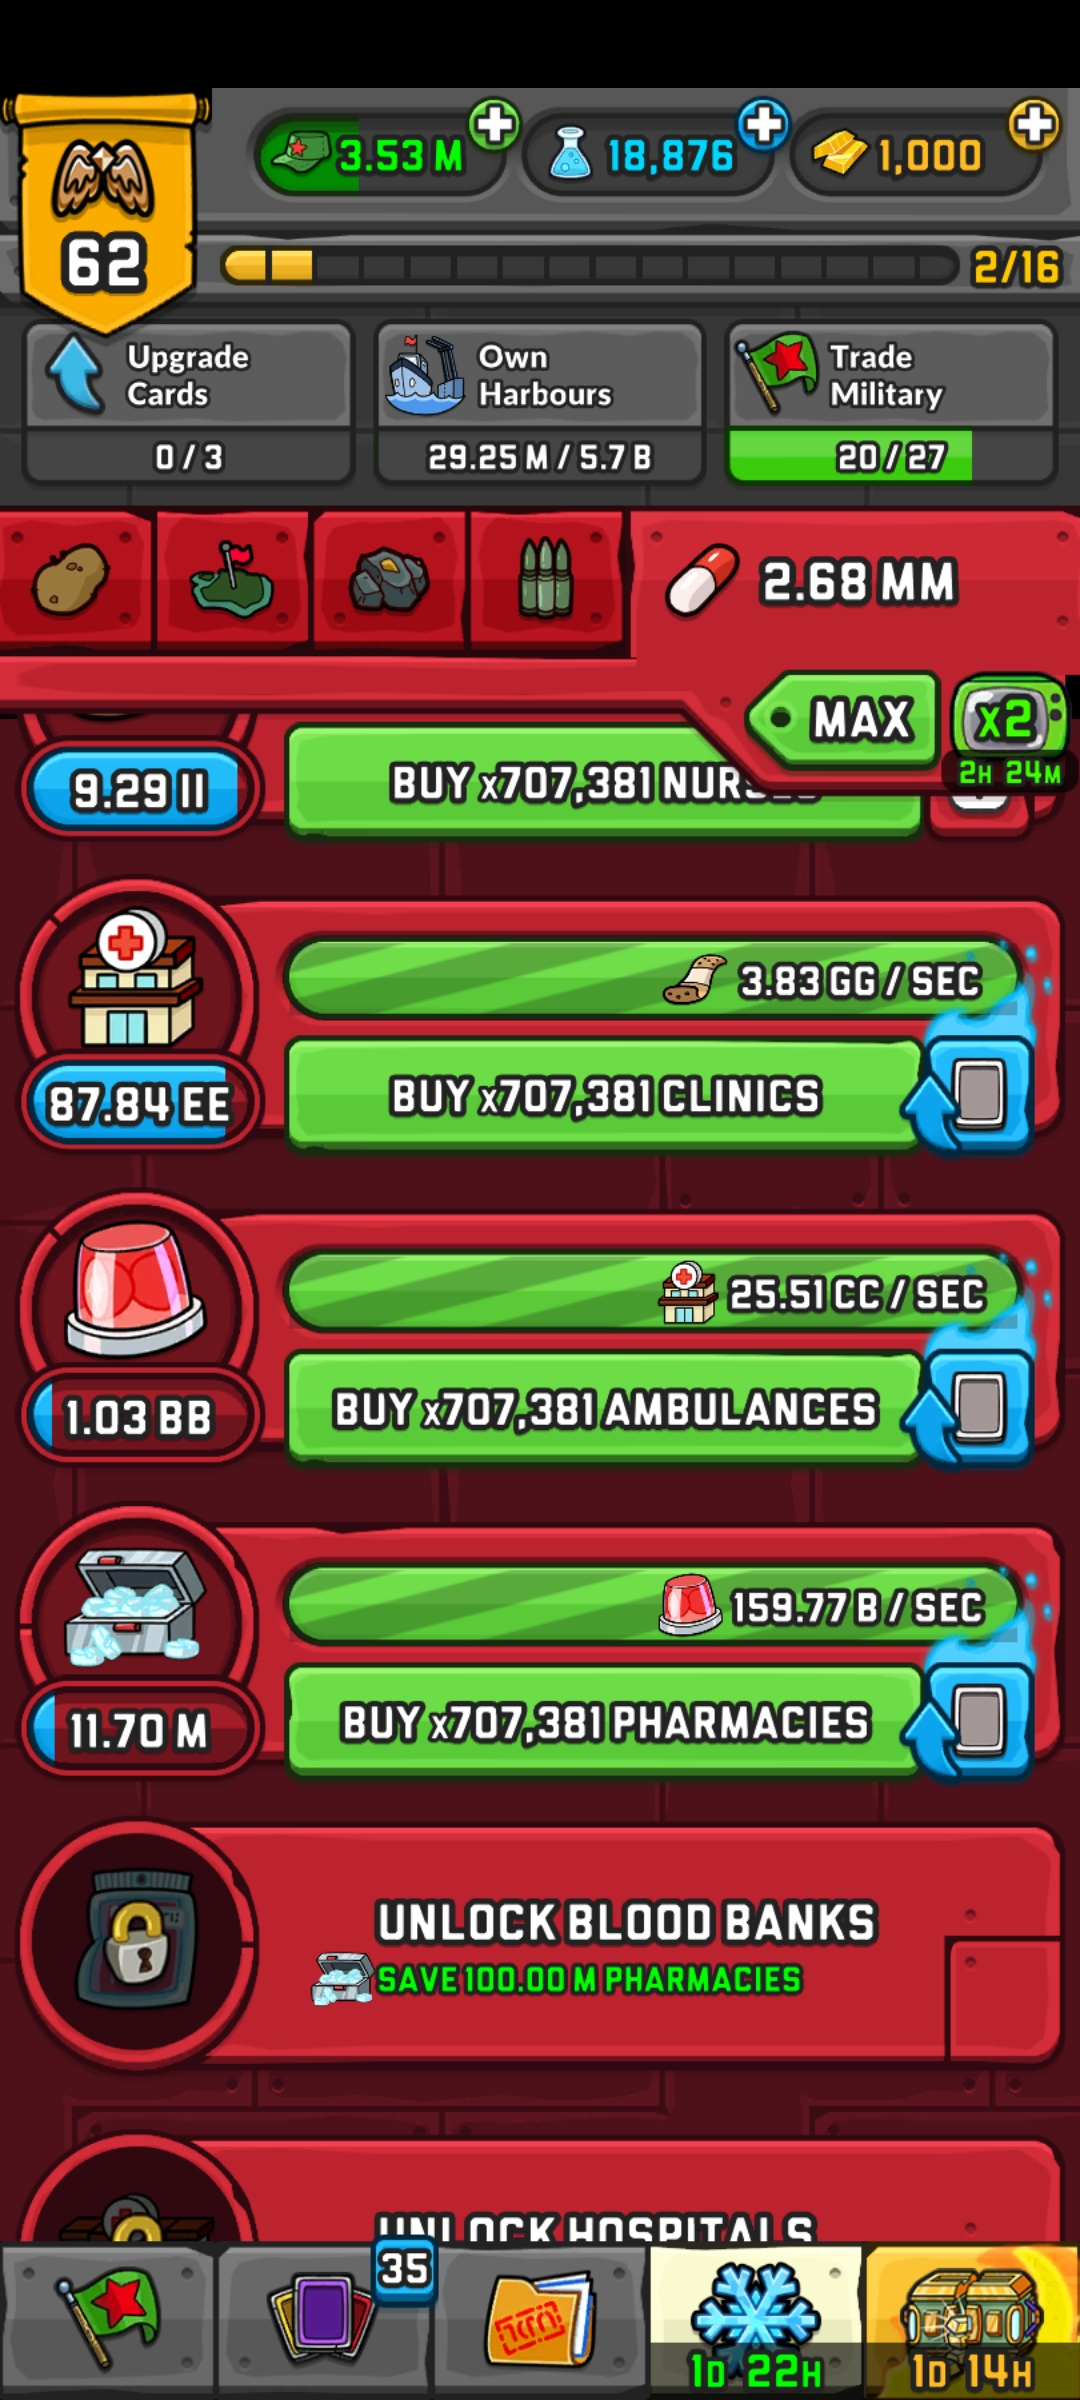 62
3.53 M
18,876
1,000
2/16
Upgrade
Cards
0 / 3
Own
Harbours
29.25 M / 5.7 B
Trade
Military
20 / 27
2.68 MM
MAX
x2
2H 24M
9.29 II
BUY x707,381
3.83 GG / SEC
87.84 EE
BUY x707,381 CLINICS
25.51 CC / SEC
1.03 BB
BUY x707,381 AMBULANCES
159.77 B / SEC
11.70 M
BUY x707,381 PHARMACIES
UNLOCK BLOOD BANKS
SAVE 100.00 M PHARMACIES
UNLOCK HOSPITALS
35
1D 22H
1D 14H